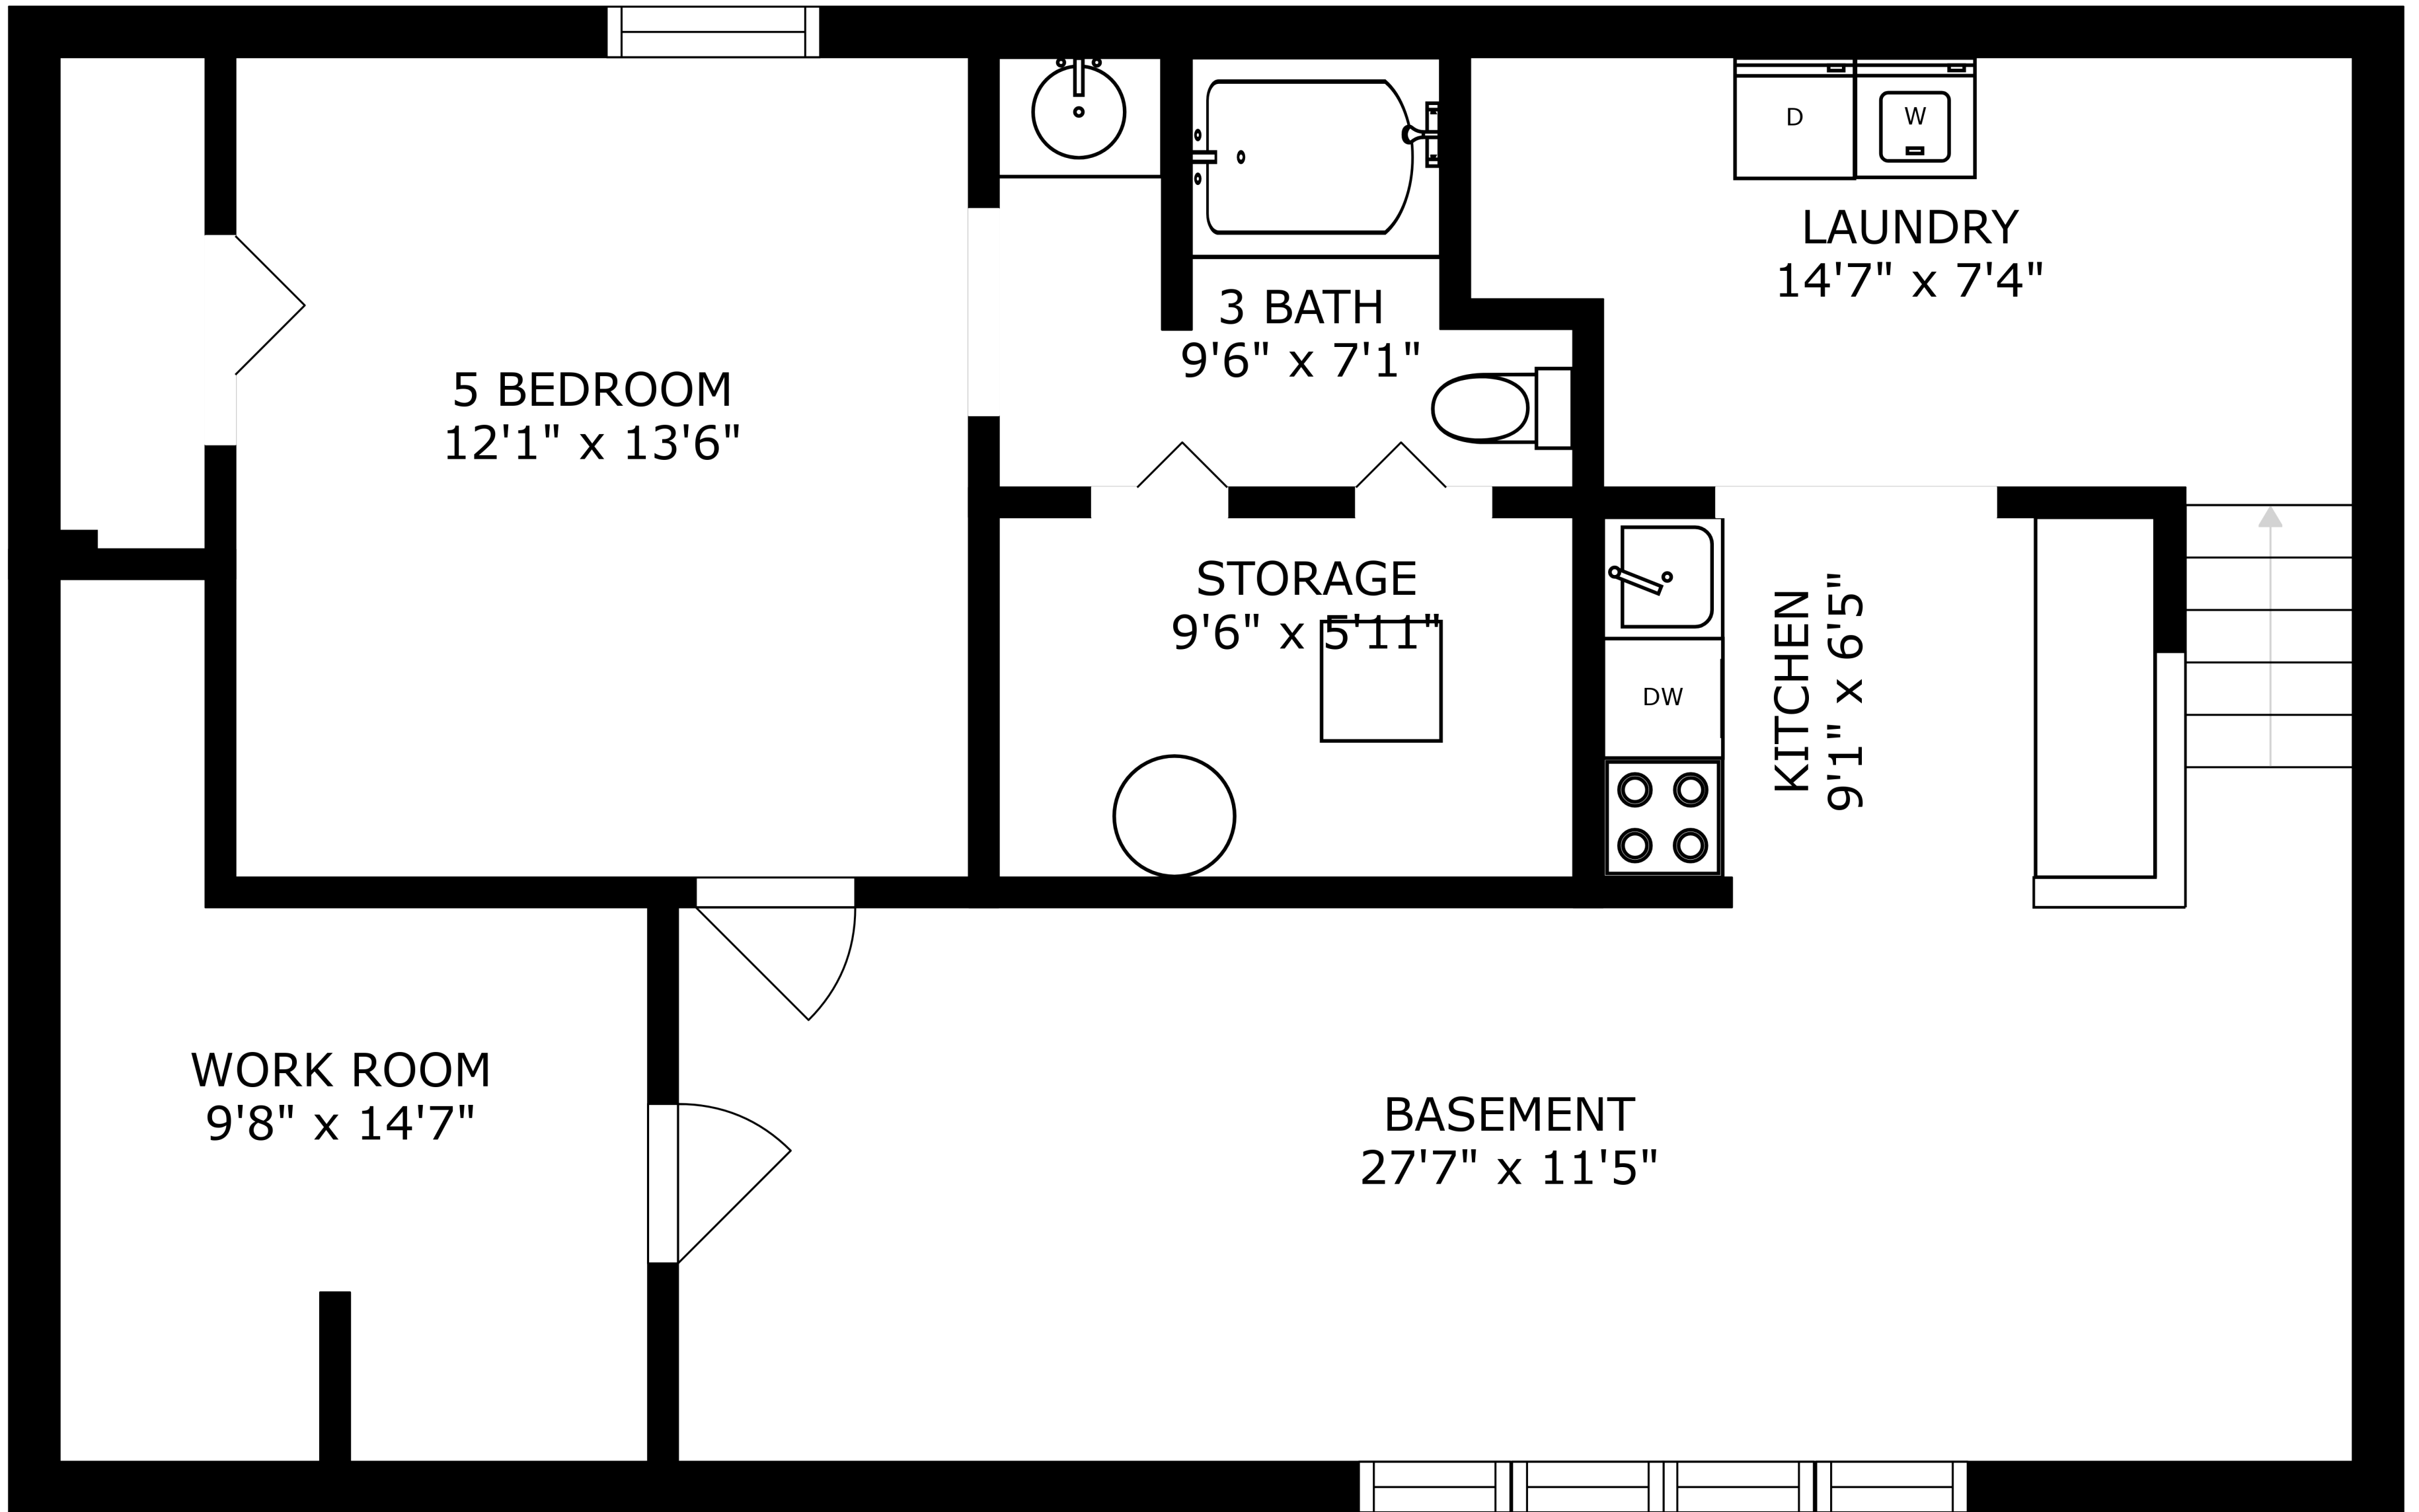 D
W
LAUNDRY
14'7" x 7'4"
3 BATH
9'6" x 7'1"
5 BEDROOM
12'1" x 13'6"
STORAGE
9'6" x 5'11"
DW
KITCHEN
9'1" x 6'5"
WORK ROOM
9'8" x 14'7"
BASEMENT
27'7" x 11'5"